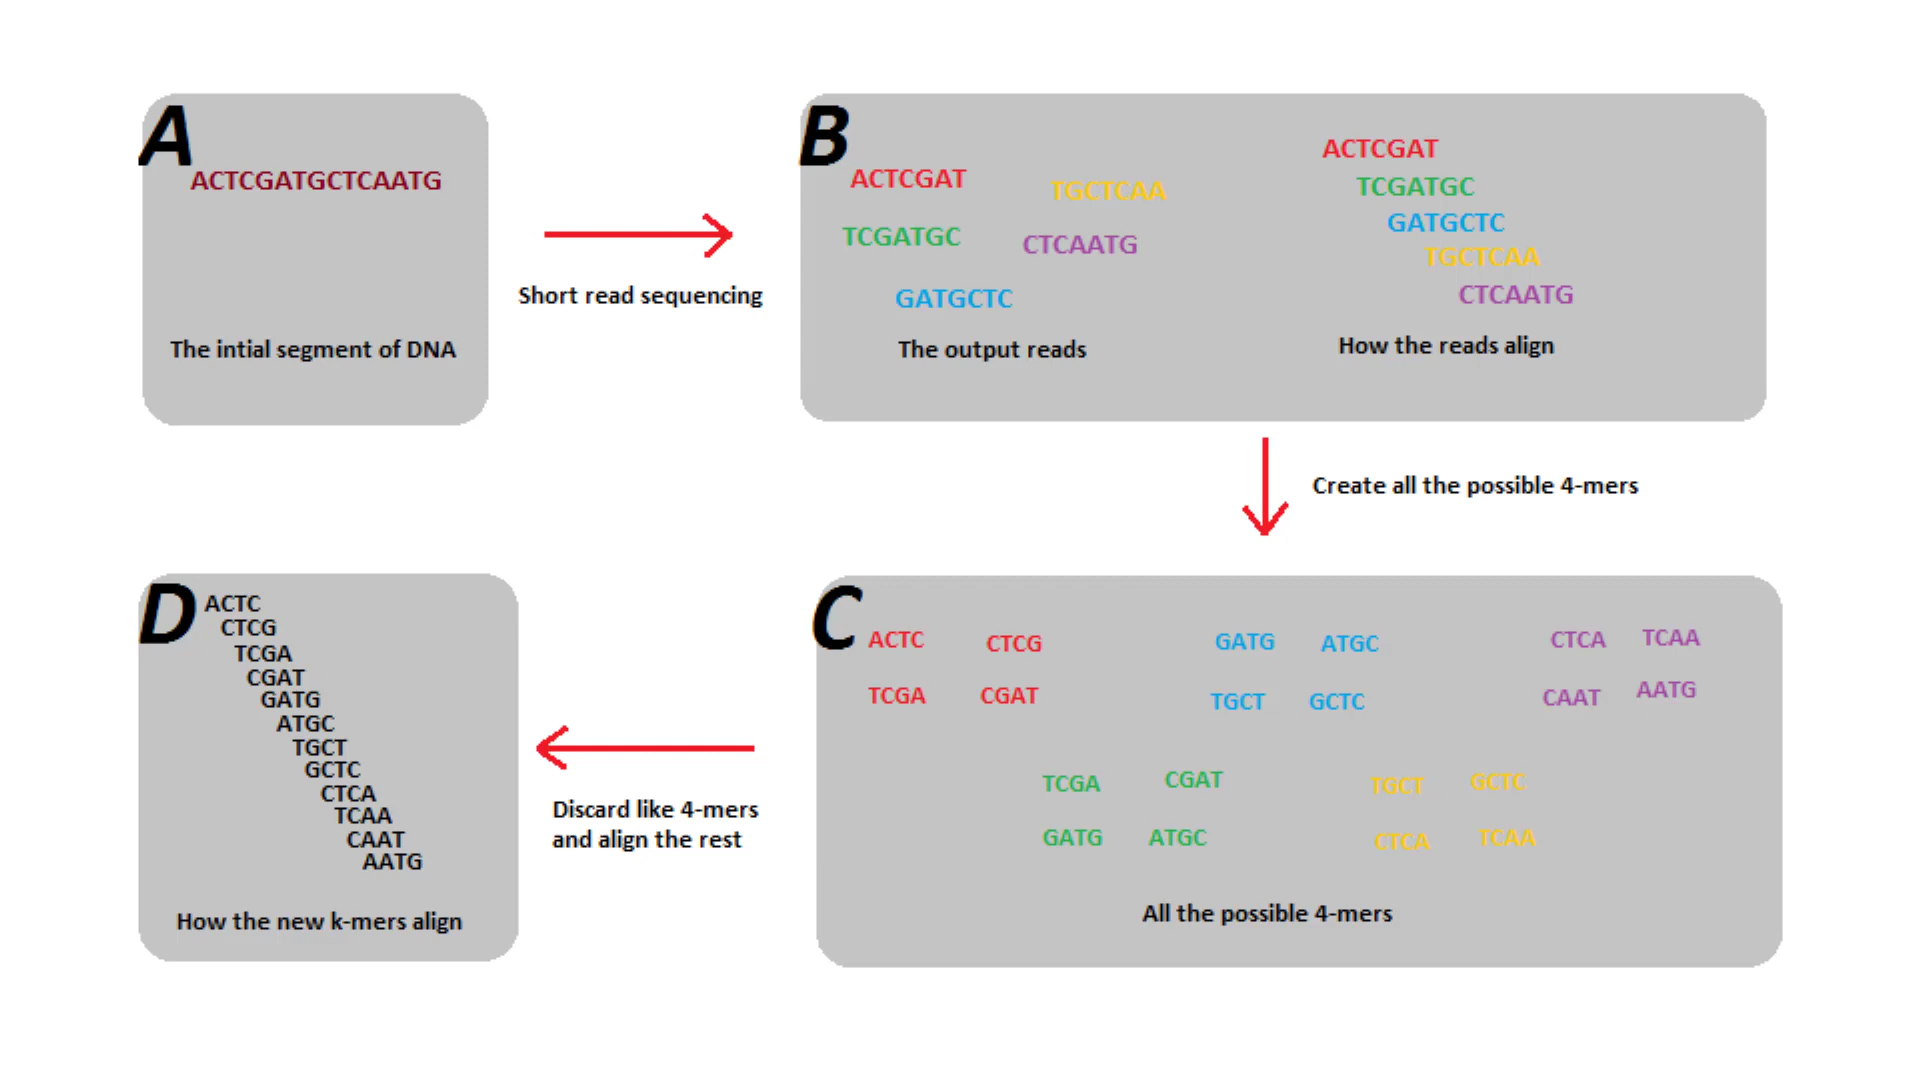 A
ACTCGATGCTCAATG
The intial segment of DNA
Short read sequencing
B
ACTCGAT
TGCTCAA
TCGATGC
CTCAATG
GATGCTC
The output reads
ACTCGAT
TCGATGC
GATGCTC
TGCTCAA
CTCAATG
How the reads align
Create all the possible 4-mers
C
ACTC CTCG
TCGA CGAT
GATG ATGC
TGCT GCTC
CTCA TCAA
CAAT AATG
TCGA CGAT
GATG ATGC
TGCT GCTC
CTCA TCAA
All the possible 4-mers
Discard like 4-mers
and align the rest
D
ACTC
CTCG
TCGA
CGAT
GATG
ATGC
TGCT
GCTC
CTCA
TCAA
CAAT
AATG
How the new k-mers align